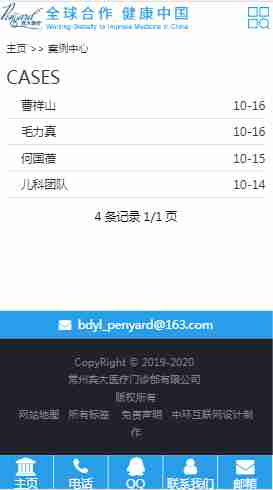 Penyard 宾大医疗 全球合作 健康中国
Working Globally to Improve Medicine in China
主页 >> 案例中心
CASES
曹祥山 10-16
毛力真 10-16
何国蓓 10-15
儿科团队 10-14
4 条记录 1/1 页
bdyl_penyard@163.com
CopyRight © 2019-2020
常州宾大医疗门诊部有限公司
版权所有
网站地图 所有标签 免责声明 中环互联网设计制
作
主页 电话 QQ 联系我们 邮箱